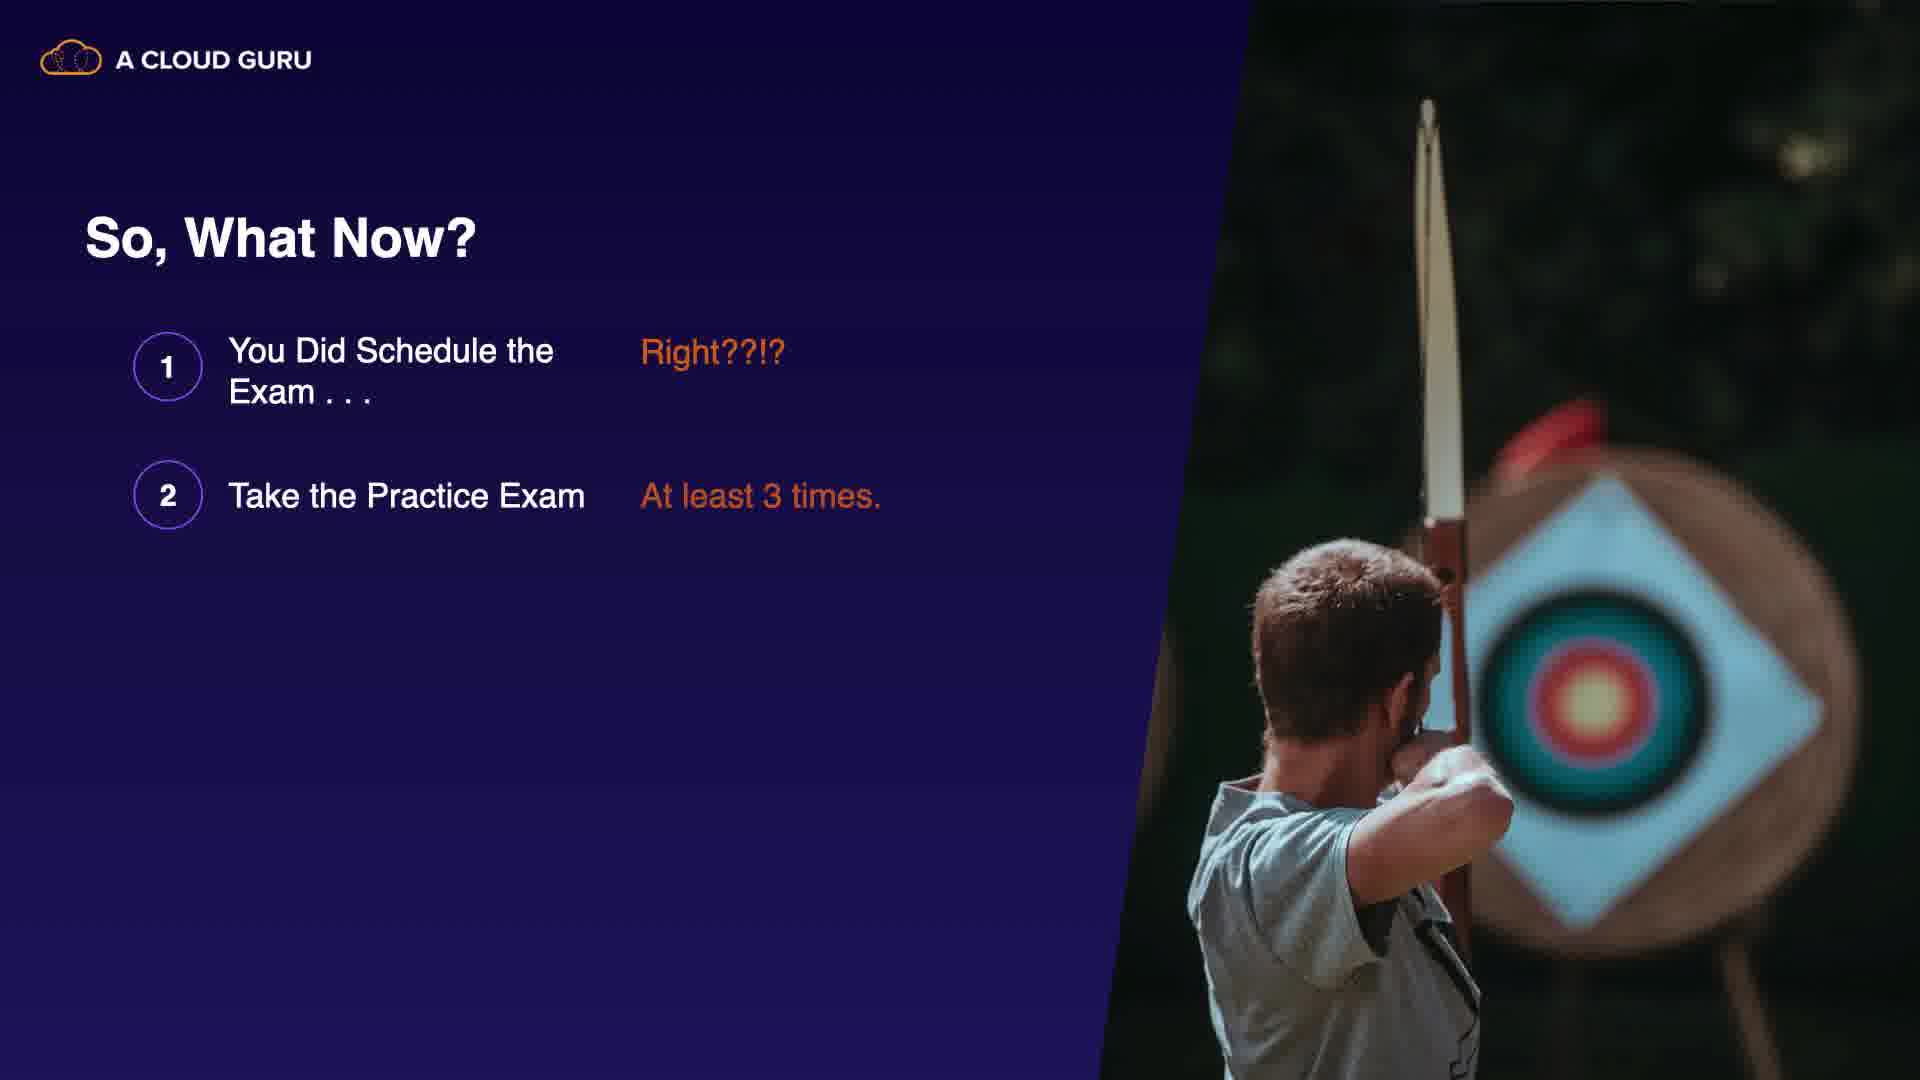 A CLOUD GURU
So, What Now?
1
You Did Schedule the
Exam . . .
Right??!?
2
Take the Practice Exam
At least 3 times.